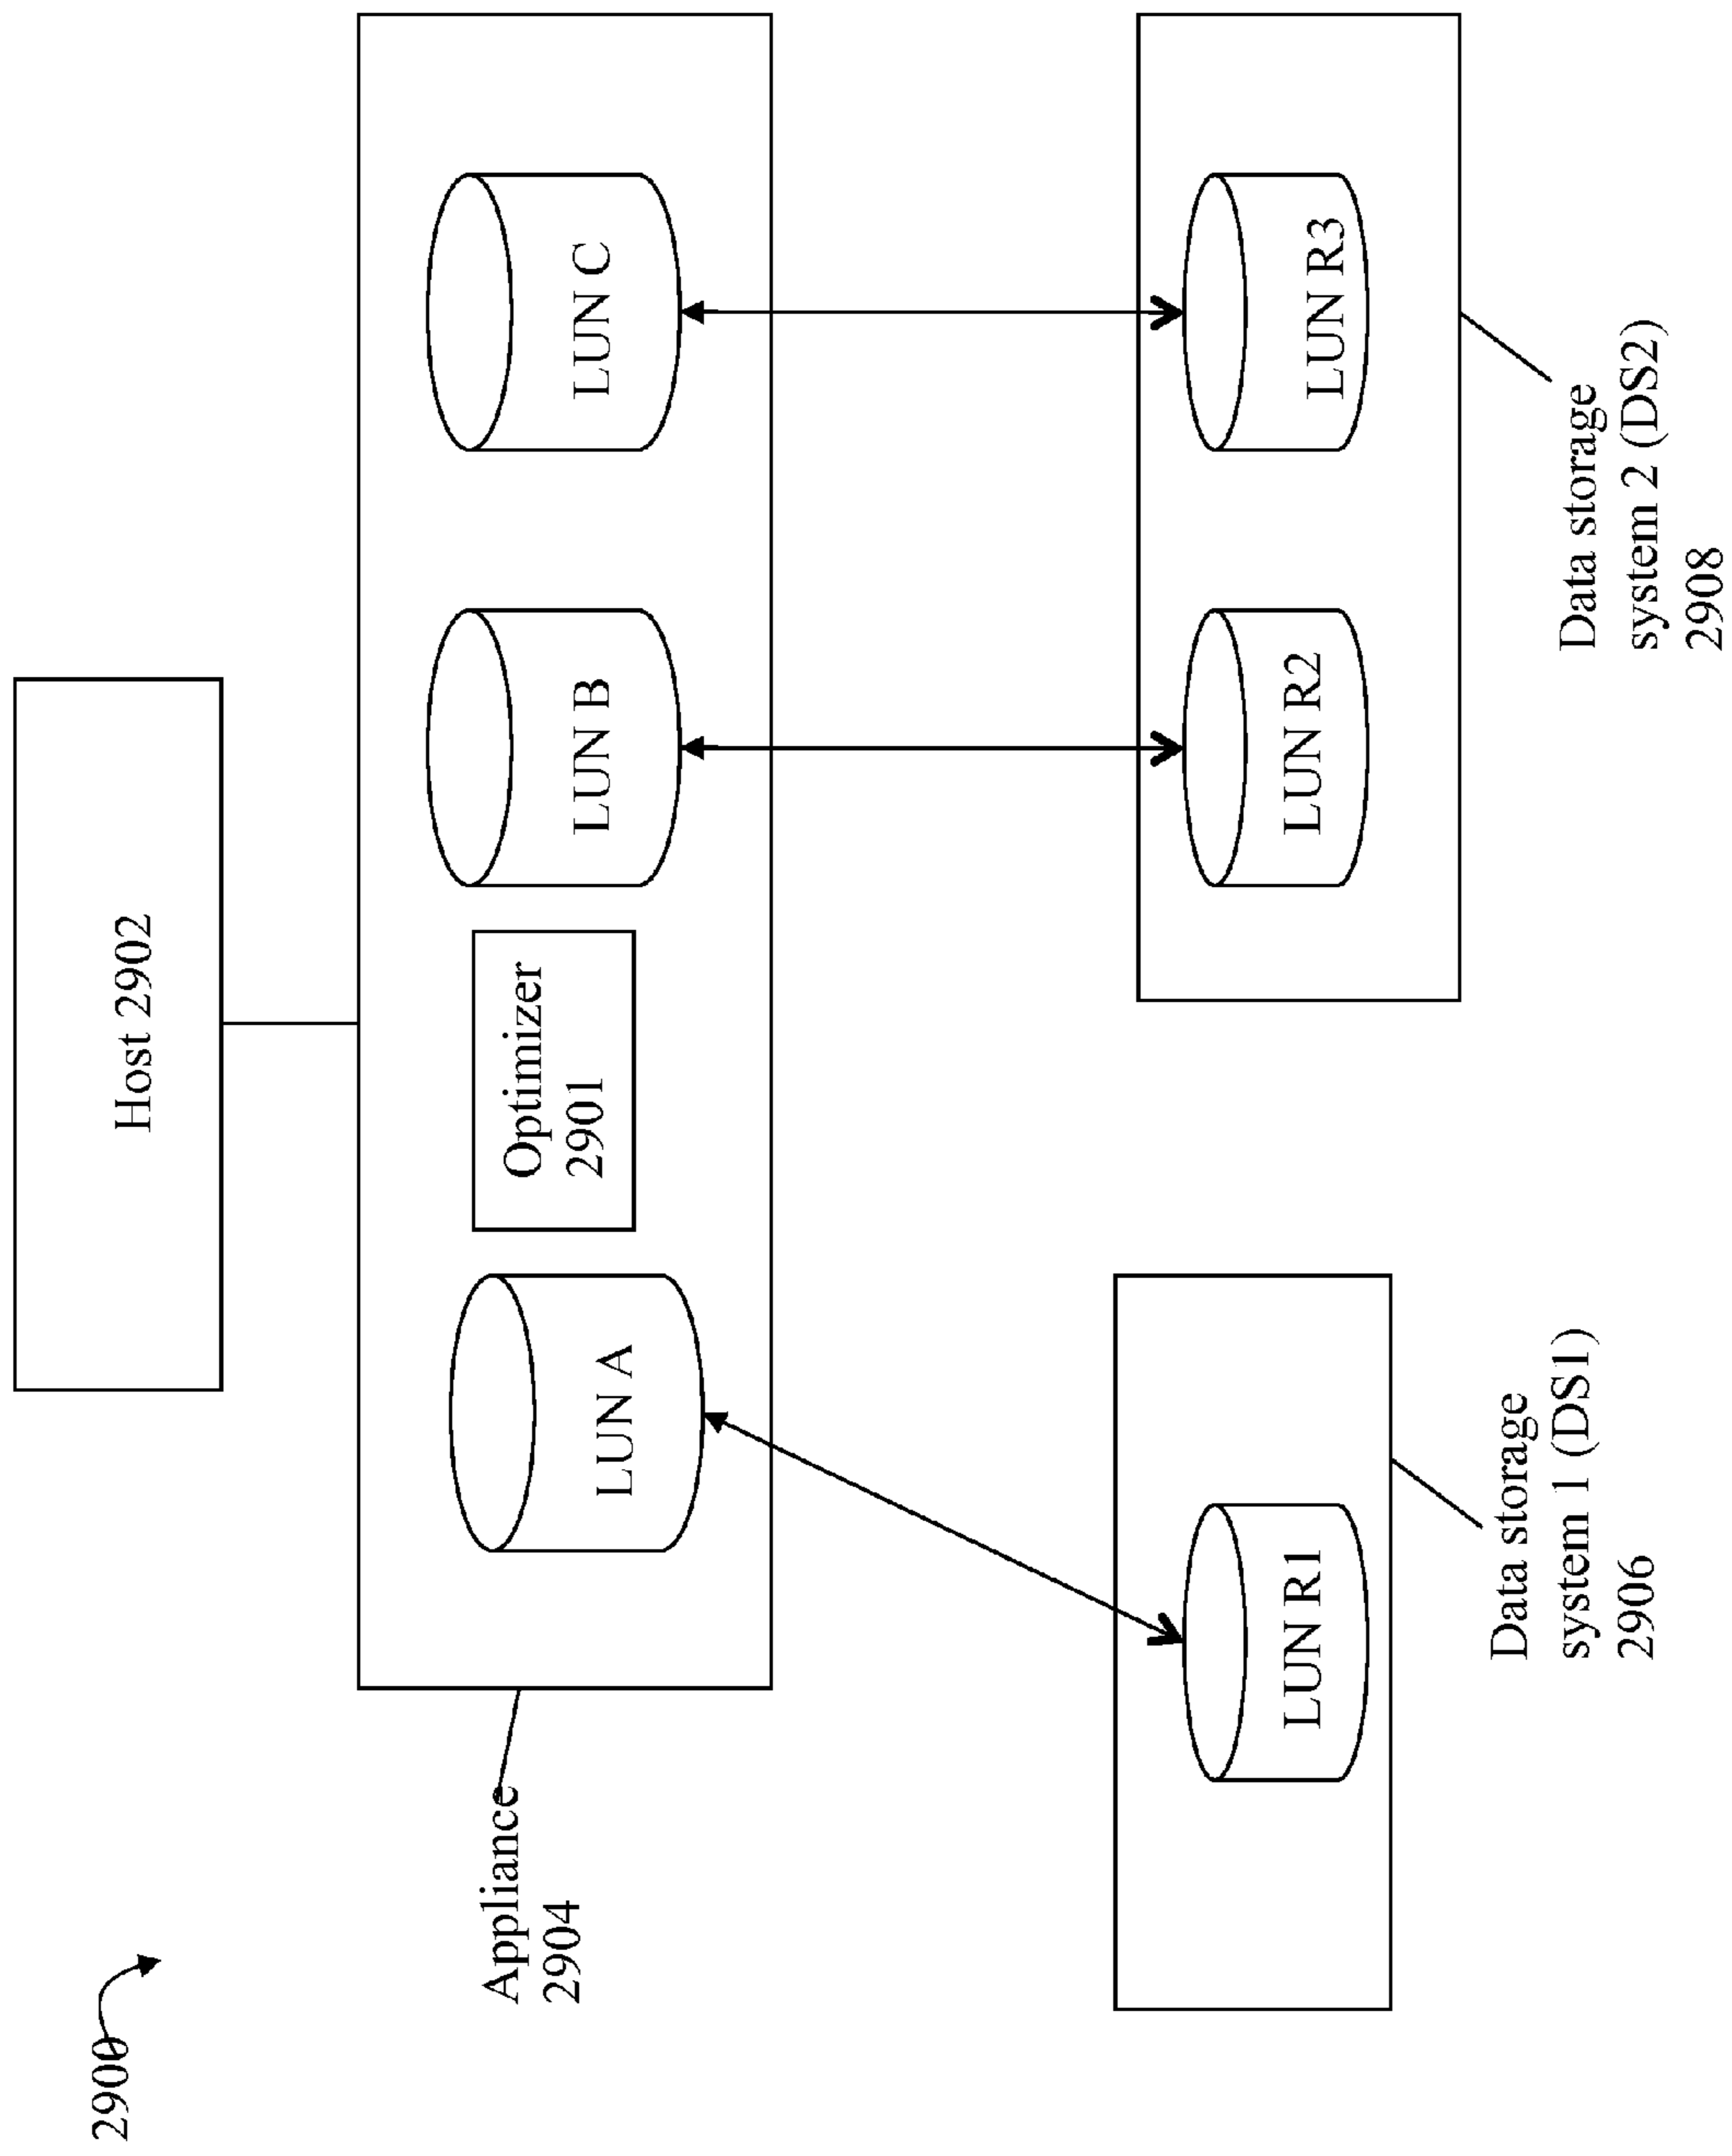 2900
Host 2902
Appliance
2904
LUN A
Optimizer
2901
LUN B
LUN C
LUN R1
LUN R2
LUN R3
Data storage
system 1 (DS1)
2906
Data storage
system 2 (DS2)
2908